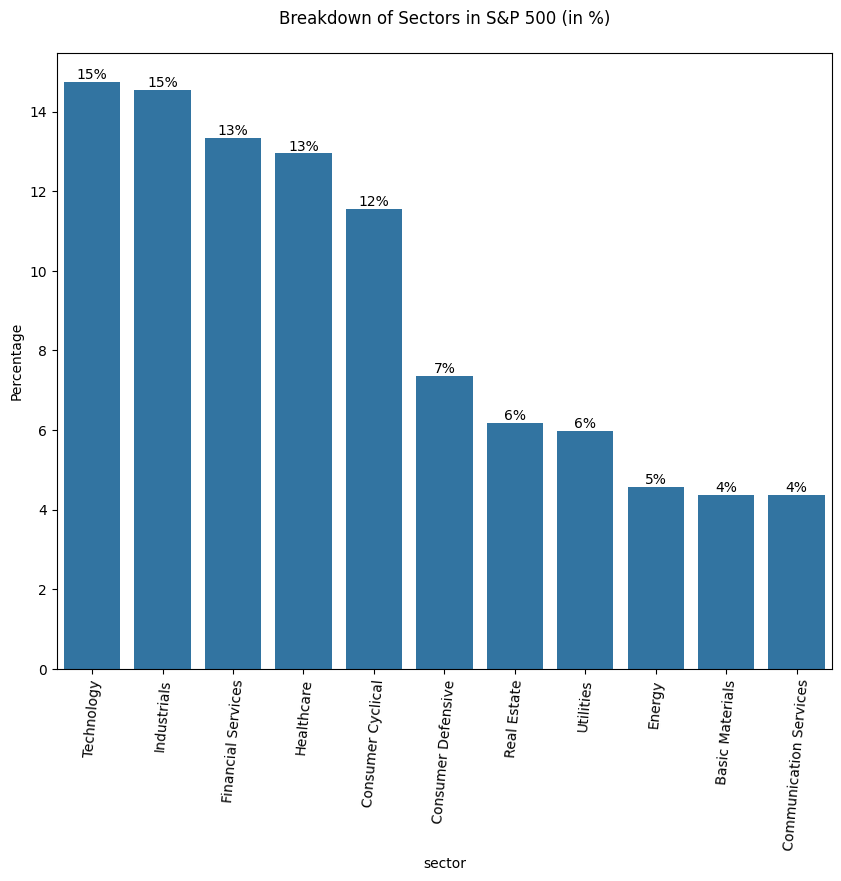 Breakdown of Sectors in S&P 500 (in %)
15%
15%
13%
13%
12%
7%
6%
6%
5%
4%
4%
14
12
10
8
6
4
2
0
Percentage
Technology
Industrials
Financial Services
Healthcare
Consumer Cyclical
Consumer Defensive
Real Estate
Utilities
Energy
Basic Materials
Communication Services
sector